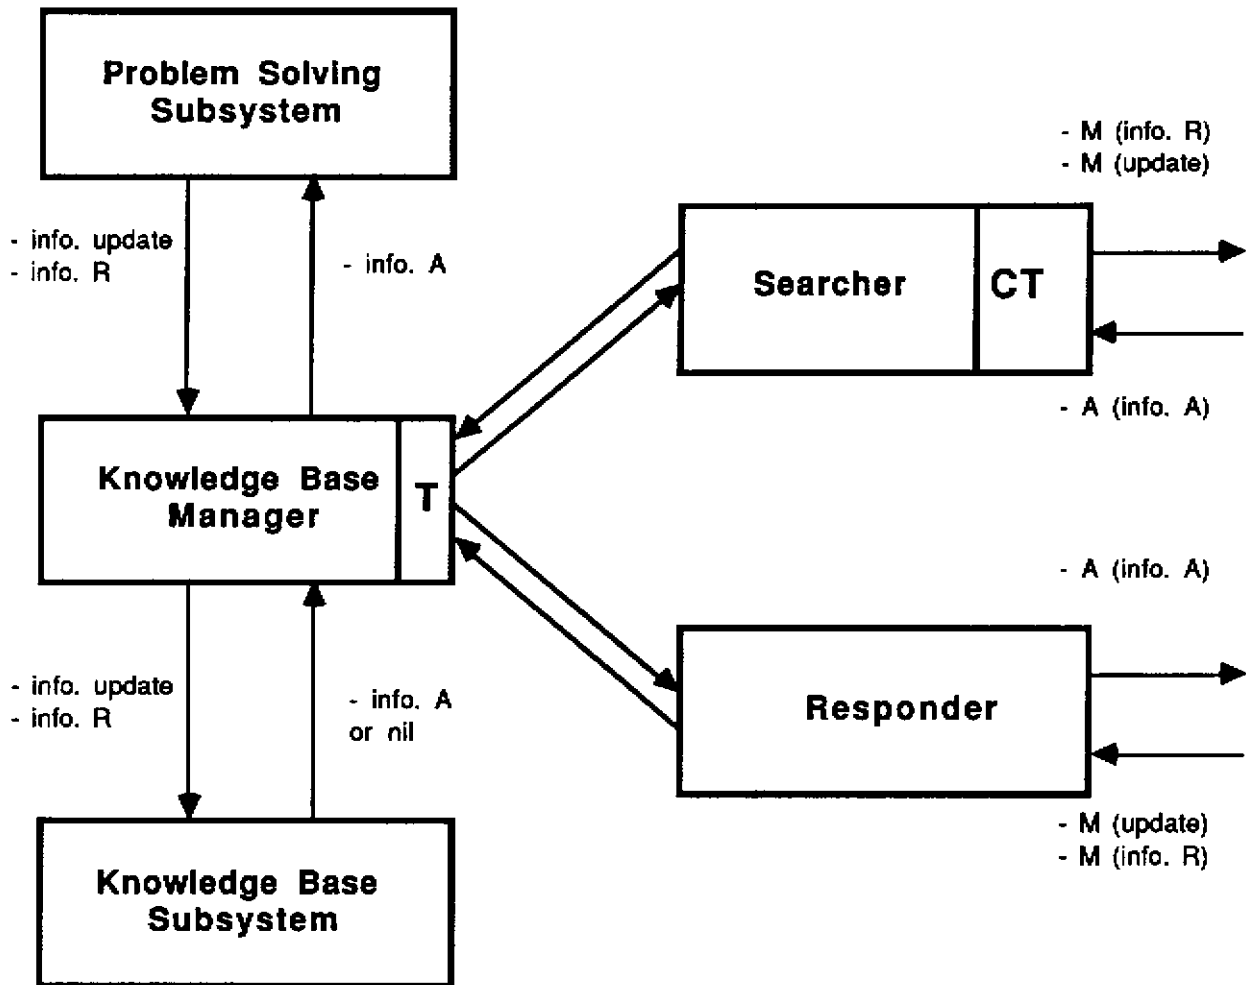 Problem Solving
Subsystem
- M (info. R)
- M (update)
- info. update
- info. R
- info. A
Searcher
CT
- A (info. A)
Knowledge Base
Manager
T
- A (info. A)
- info. update
- info. R
- info. A
or nil
Responder
- M (update)
- M (info. R)
Knowledge Base
Subsystem